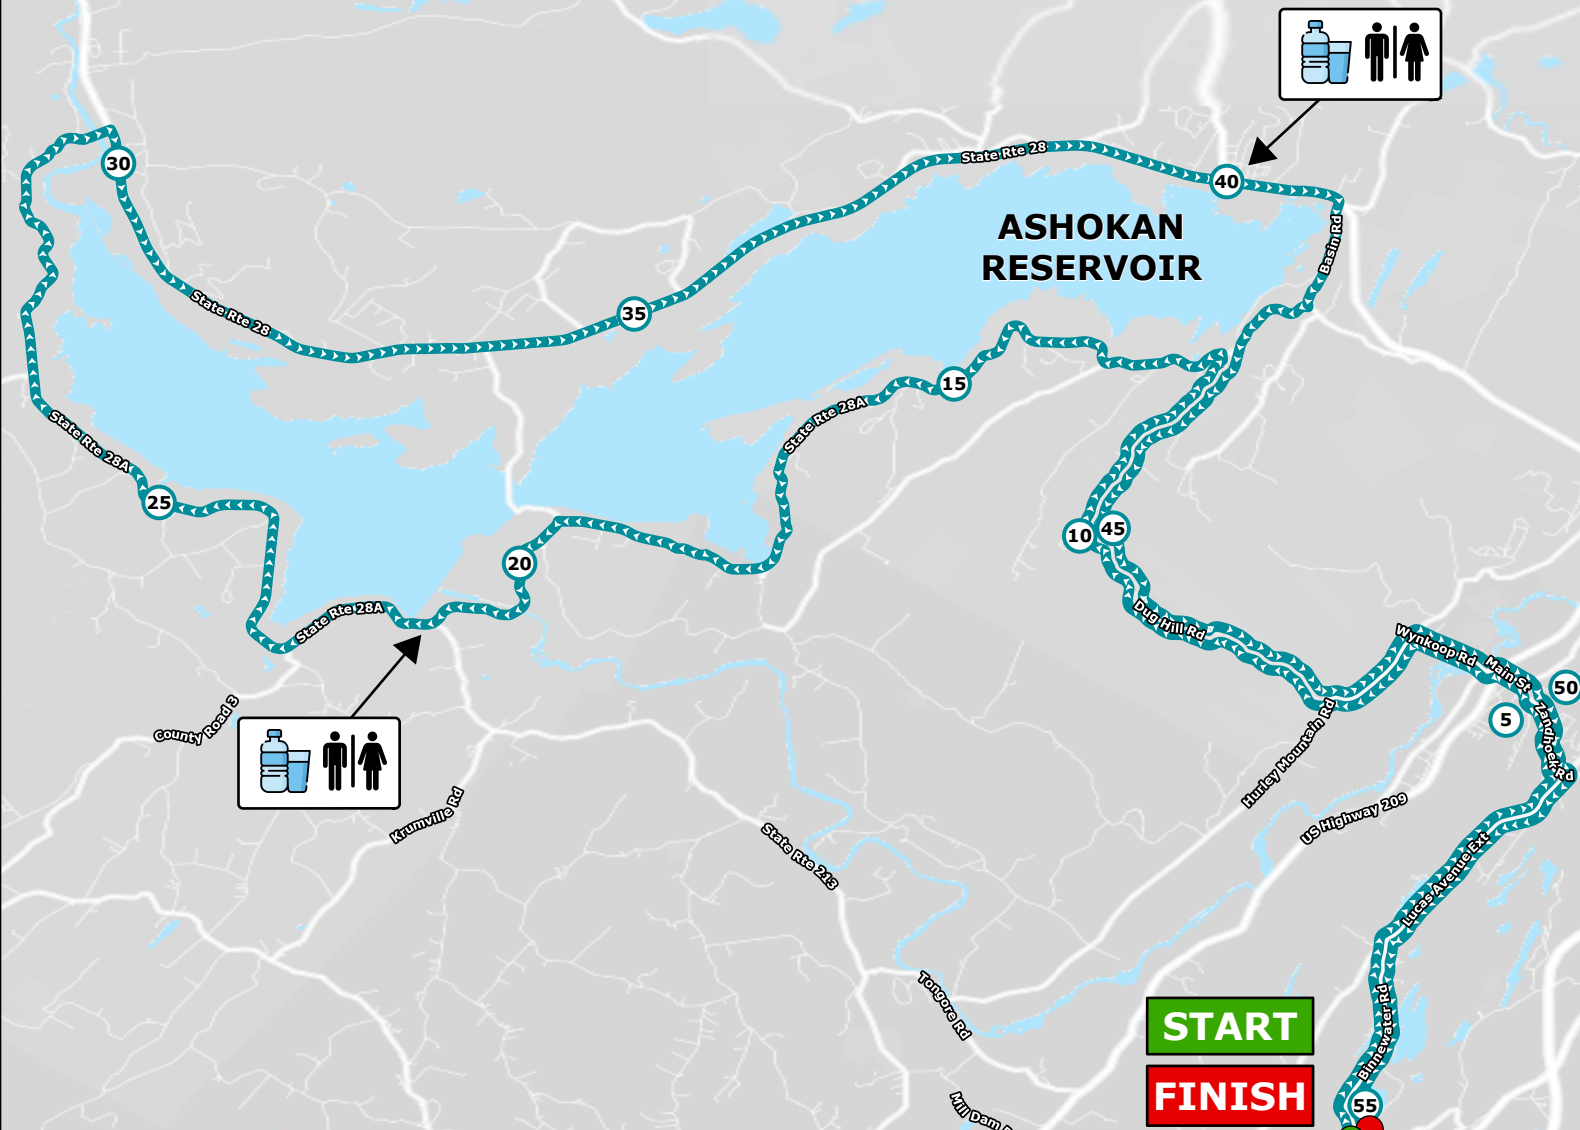 30
State Rte 28
40
ASHOKAN
RESERVOIR
Basin Rd
State Rte 28
35
15
State Rte 28A
State Rte 28A
25
10
45
20
State Rte 28A
Dug Hill Rd
Wynkoop Rd
Main St
50
5
Zandhoek Rd
County Road 3
Hurley Mountain Rd
US Highway 209
Krumville Rd
State Rte 213
Lucas Avenue Ext
Tongore Rd
Binnewater Rd
START
FINISH
55
Mill Dam